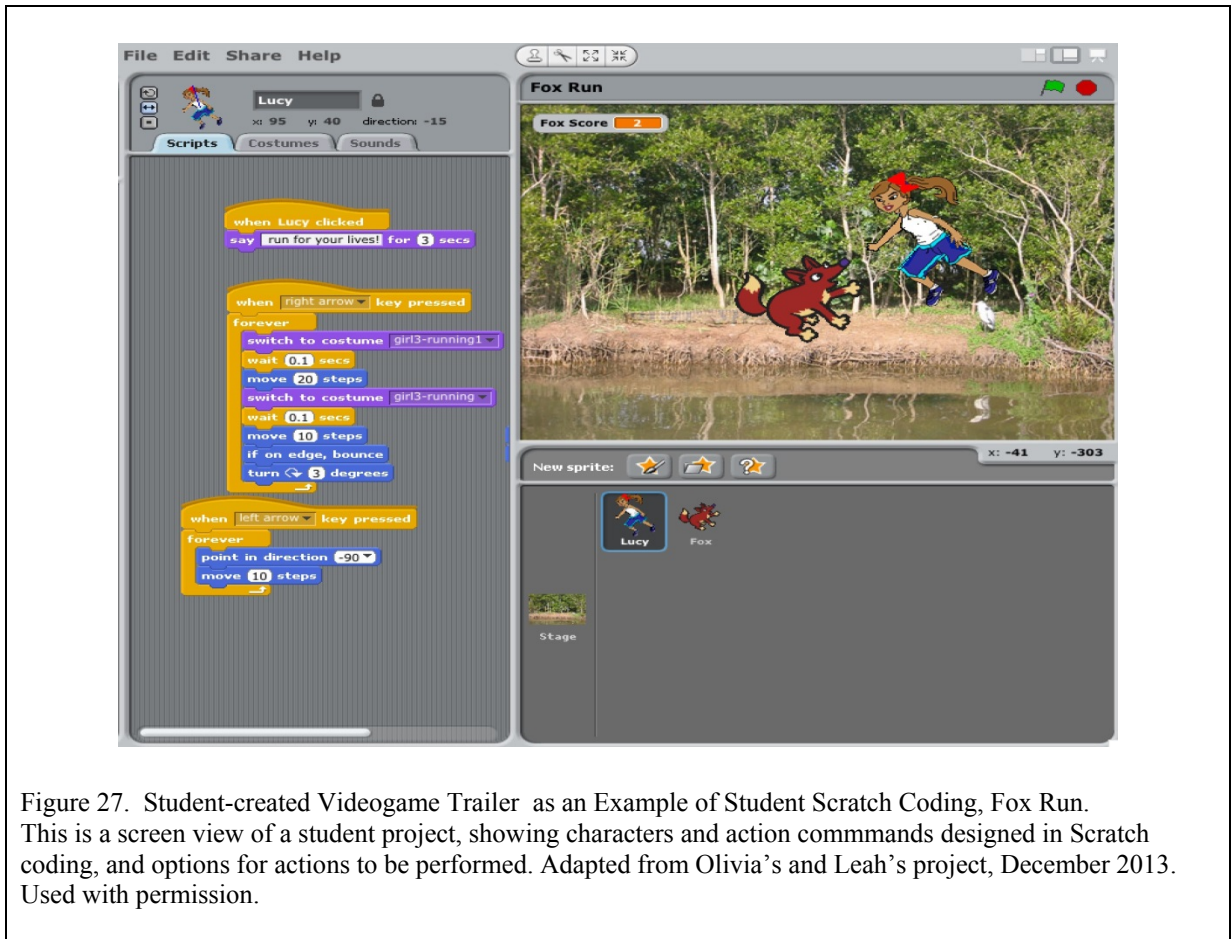 File Edit Share Help
Lucy
x: 95 y: 40 direction: -15
Scripts Costumes Sounds
when Lucy clicked
say run for your lives! for 3 secs
when right arrow key pressed
forever
switch to costume girl3-running1
wait 0.1 secs
move 20 steps
switch to costume girl3-running
wait 0.1 secs
move 10 steps
if on edge, bounce
turn 3 degrees
when left arrow key pressed
forever
point in direction -90
move 10 steps
Fox Run
Fox Score 2
x: -41 y: -303
New sprite:
Lucy
Fox
Stage
Figure 27. Student-created Videogame Trailer as an Example of Student Scratch Coding, Fox Run.
This is a screen view of a student project, showing characters and action commmands designed in Scratch
coding, and options for actions to be performed. Adapted from Olivia’s and Leah’s project, December 2013.
Used with permission.